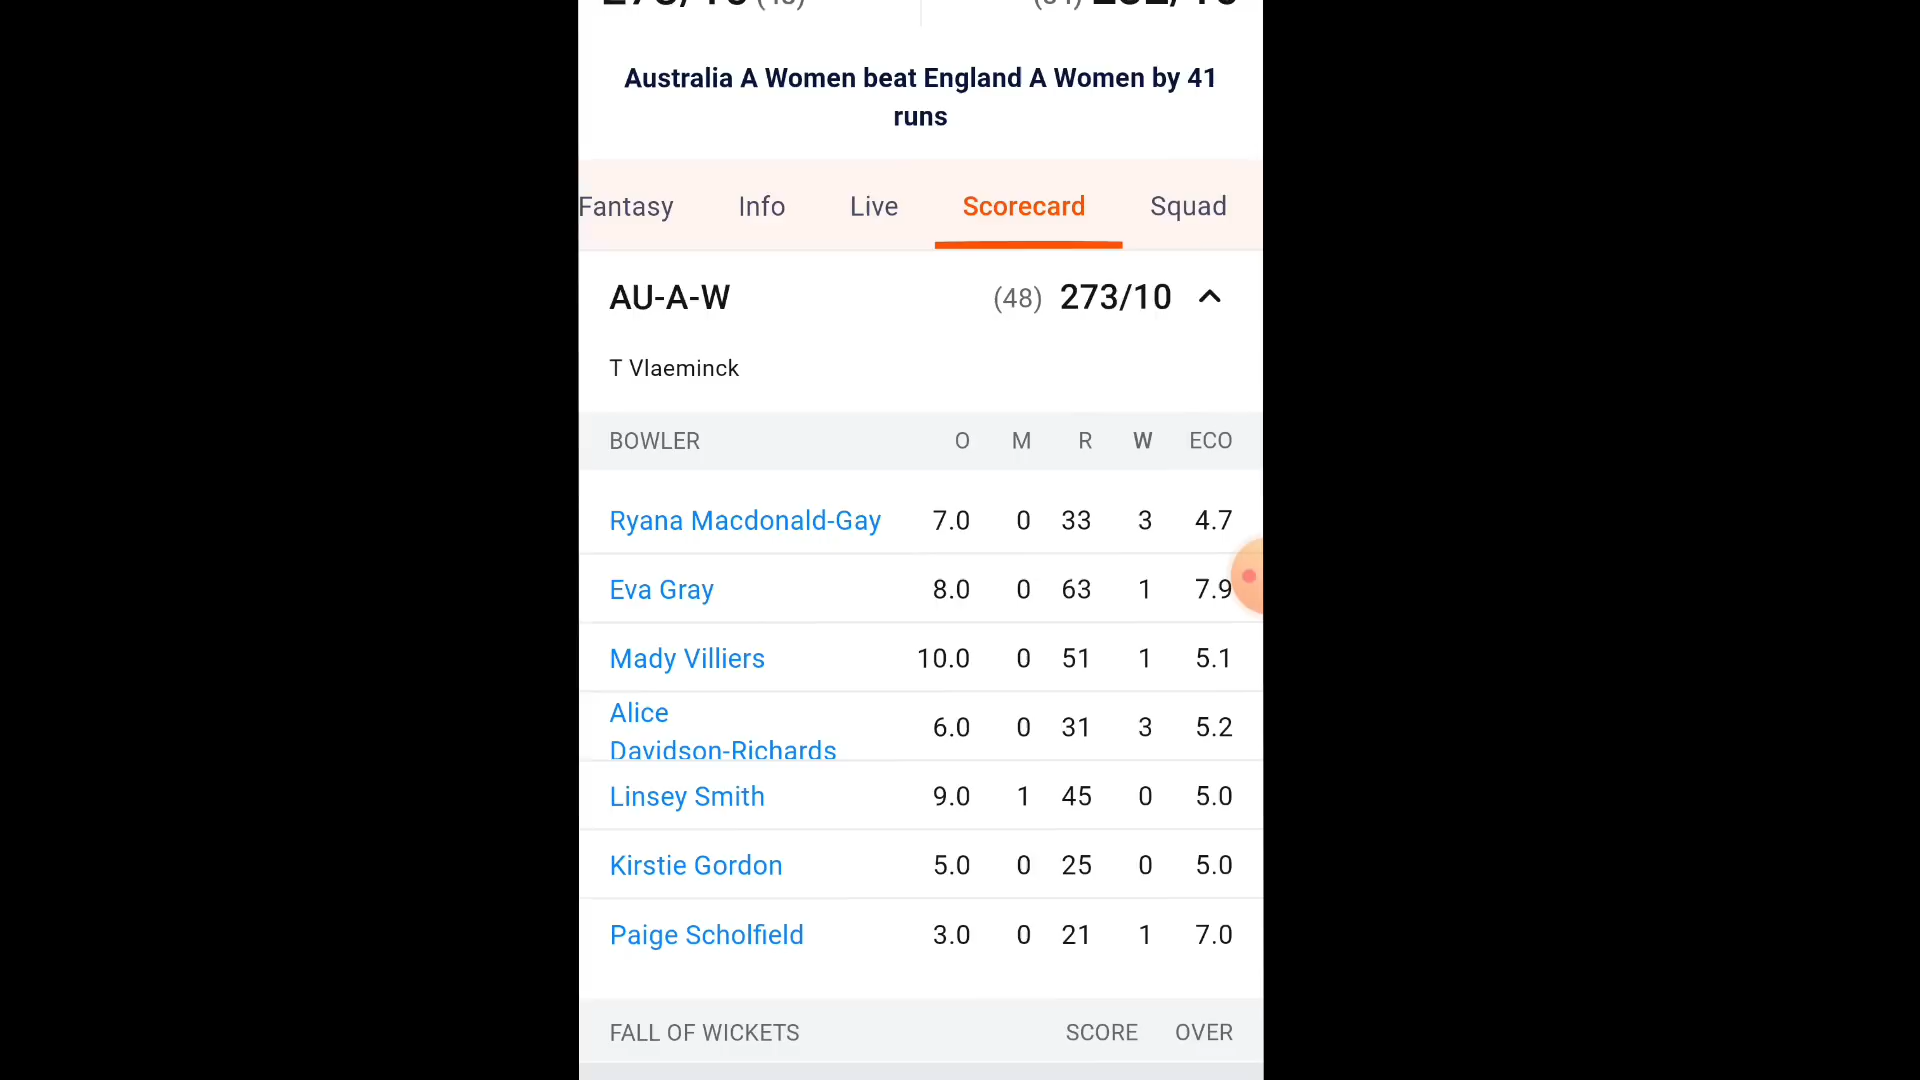 Australia A Women beat England A Women by 41
runs
Fantasy Info Live Scorecard Squad
AU-A-W (48) 273/10
T Vlaeminck
BOWLER O M R W ECO
Ryana Macdonald-Gay 7.0 0 33 3 4.7
Eva Gray 8.0 0 63 1 7.9
Mady Villiers 10.0 0 51 1 5.1
Alice
Davidson-Richards 6.0 0 31 3 5.2
Linsey Smith 9.0 1 45 0 5.0
Kirstie Gordon 5.0 0 25 0 5.0
Paige Scholfield 3.0 0 21 1 7.0
FALL OF WICKETS SCORE OVER